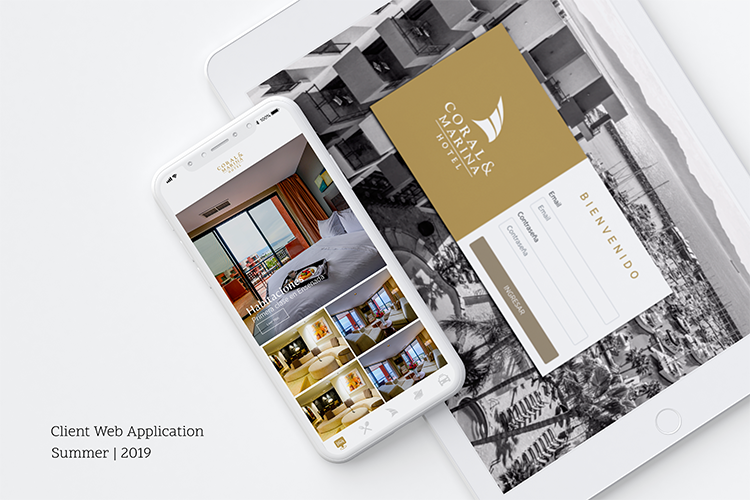 100%
CORAL &
MARINA
HOTEL
Habitaciones
Primera clase en Ensenada
CORAL &
MARINA
HOTEL
BIENVENIDO
Email
Email
Contraseña
Contraseña
INGRESAR
Client Web Application
Summer | 2019